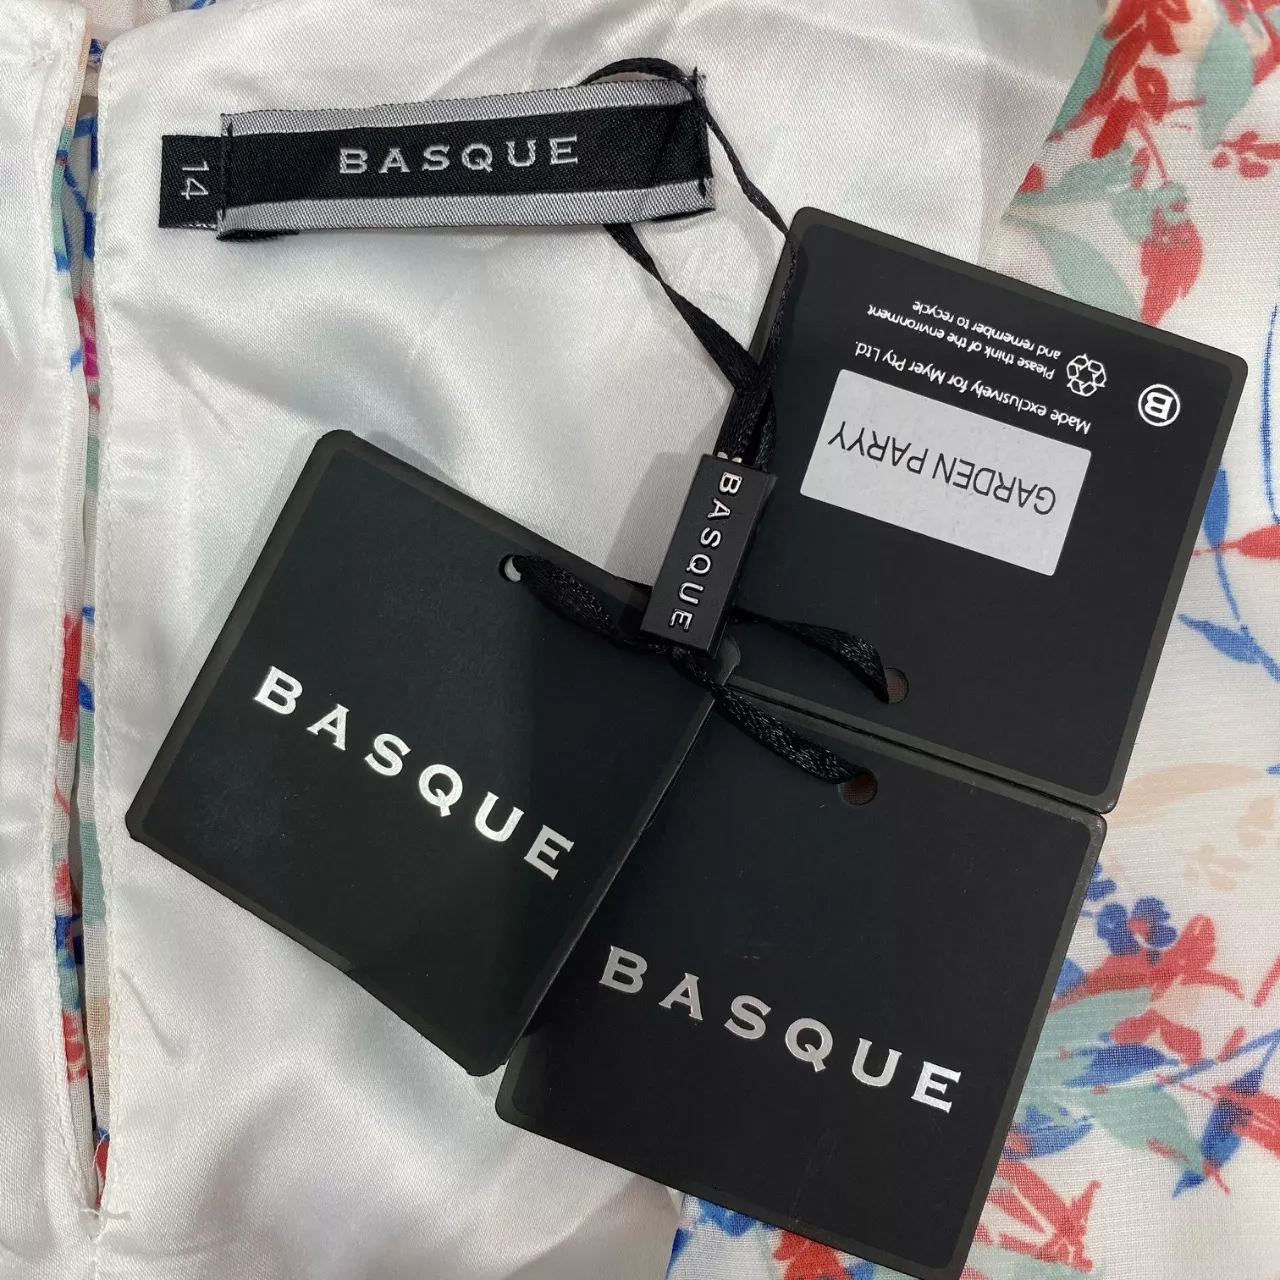 BASQUE
14
BASQUE
BASQUE
BASQUE
GARDEN PARYY
Made exclusively for Myer Pty Ltd.
Please think of the environment
and remember to recycle
B